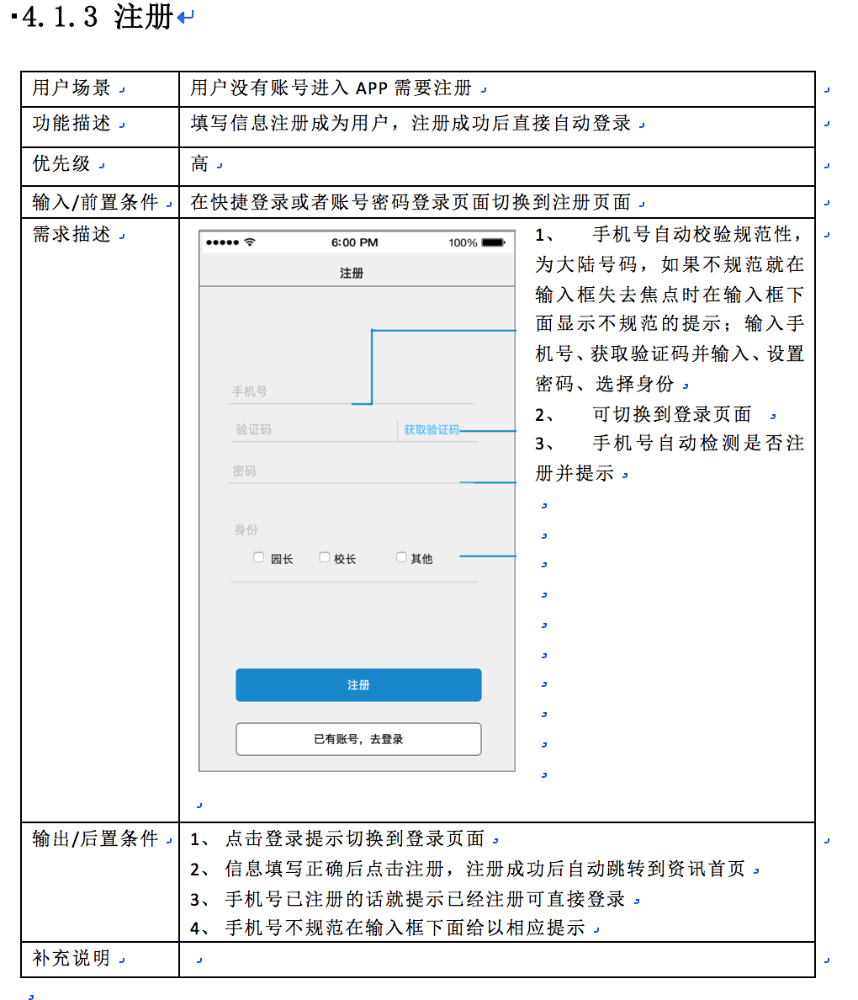 4.1.3 注册
用户场景
用户没有账号进入 APP 需要注册
功能描述
填写信息注册成为用户，注册成功后直接自动登录
优先级
高
输入/前置条件
在快捷登录或者账号密码登录页面切换到注册页面
需求描述
6:00 PM
100%
注册
手机号
验证码
获取验证码
密码
身份
园长
校长
其他
注册
已有账号，去登录
1、 手机号自动校验规范性，
为大陆号码，如果不规范就在
输入框失去焦点时在输入框下
面显示不规范的提示；输入手
机号、获取验证码并输入、设置
密码、选择身份
2、 可切换到登录页面
3、 手机号自动检测是否注
册并提示
输出/后置条件
1、 点击登录提示切换到登录页面
2、 信息填写正确后点击注册，注册成功后自动跳转到资讯首页
3、 手机号已注册的话就提示已经注册可直接登录
4、 手机号不规范在输入框下面给以相应提示
补充说明